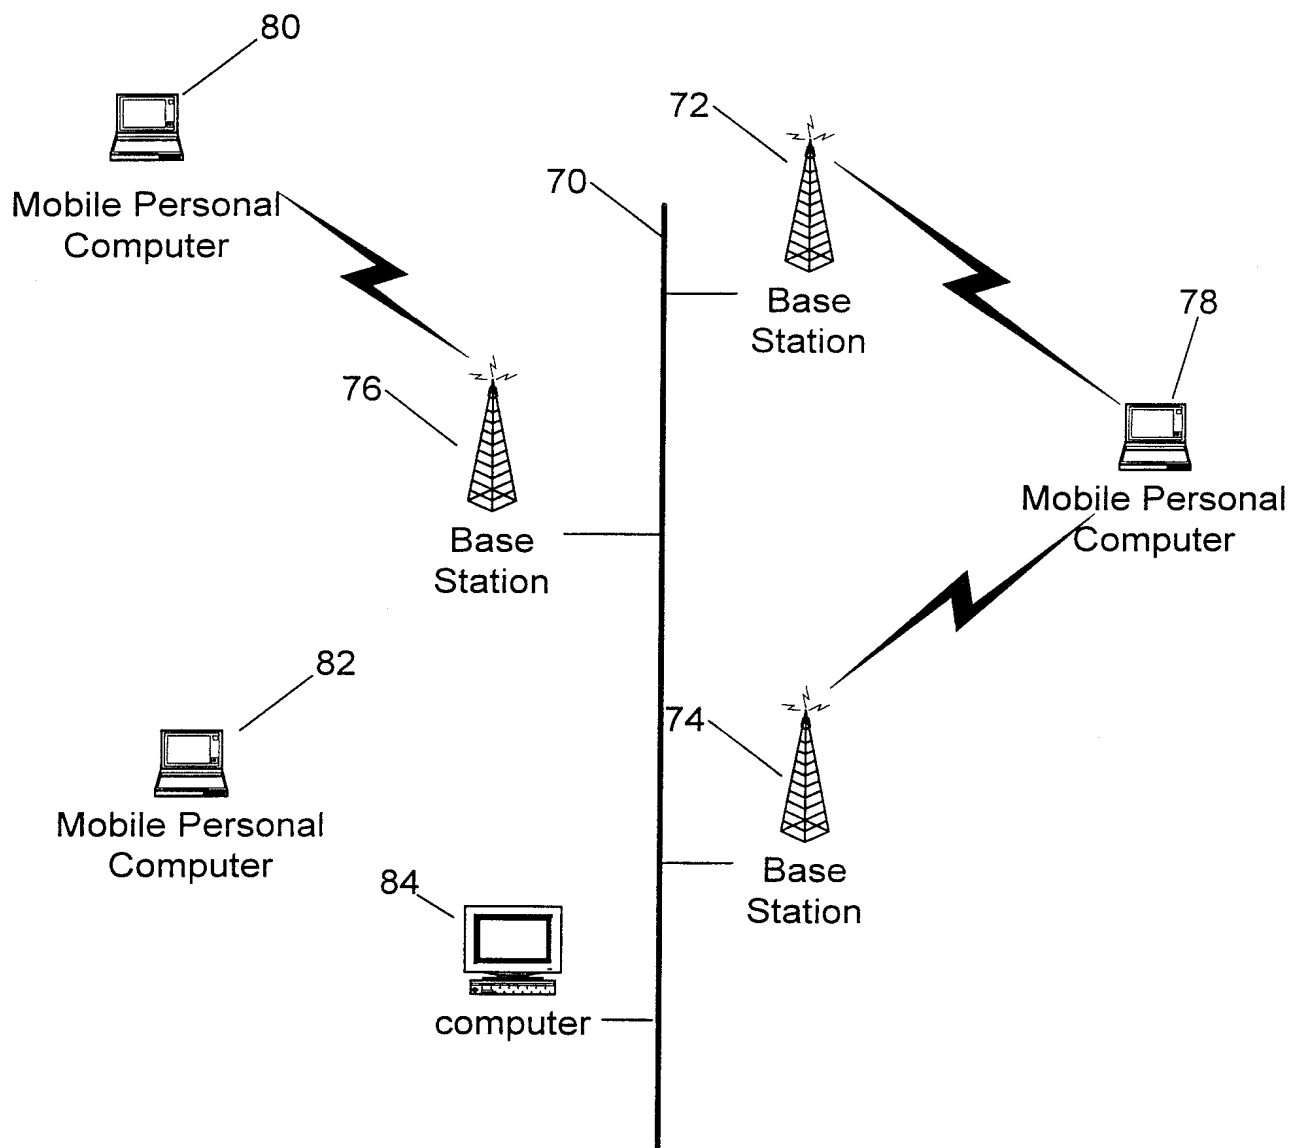 80
Mobile Personal
Computer
72
70
Base
Station
78
Mobile Personal
Computer
76
Base
Station
82
Mobile Personal
Computer
74
Base
Station
84
computer